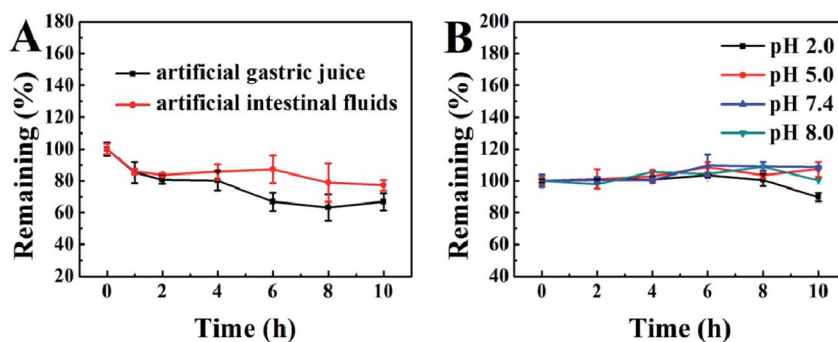 A
180
160
140
120
100
80
60
40
20
Remaining (%)
artificial gastric juice
artificial intestinal fluids
0 2 4 6 8 10
Time (h)
B
200
180
160
140
120
100
80
60
40
Remaining (%)
pH 2.0
pH 5.0
pH 7.4
pH 8.0
0 2 4 6 8 10
Time (h)